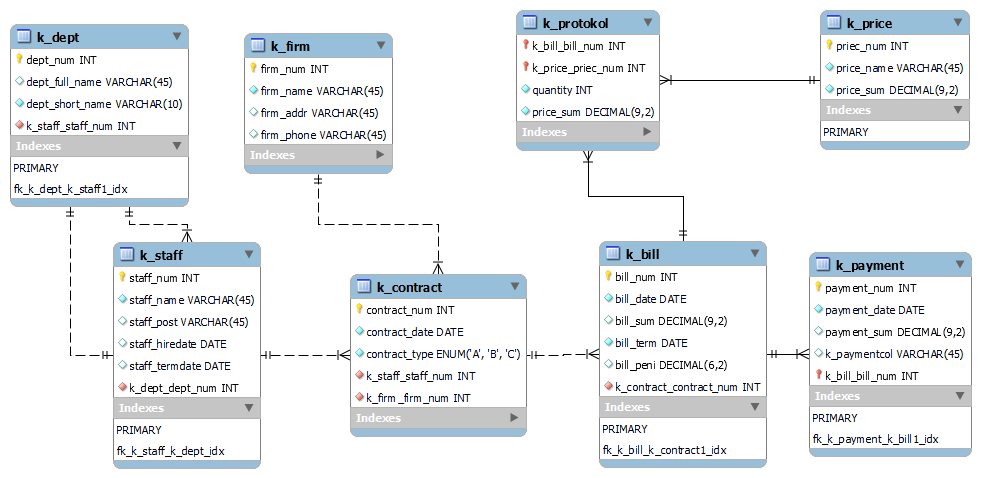 k_dept
dept_num INT
dept_full_name VARCHAR(45)
dept_short_name VARCHAR(10)
k_staff_staff_num INT
Indexes
PRIMARY
fk_k_dept_k_staff1_idx
k_firm
firm_num INT
firm_name VARCHAR(45)
firm_addr VARCHAR(45)
firm_phone VARCHAR(45)
Indexes
k_protokol
k_bill_bill_num INT
k_price_priec_num INT
quantity INT
price_sum DECIMAL(9,2)
Indexes
k_price
priec_num INT
price_name VARCHAR(45)
price_sum DECIMAL(9,2)
Indexes
PRIMARY
k_staff
staff_num INT
staff_name VARCHAR(45)
staff_post VARCHAR(45)
staff_hiredate DATE
staff_termdate DATE
k_dept_dept_num INT
Indexes
PRIMARY
fk_k_staff_k_dept_idx
k_contract
contract_num INT
contract_date DATE
contract_type ENUM('A', 'B', 'C')
k_staff_staff_num INT
k_firm_firm_num INT
Indexes
k_bill
bill_num INT
bill_date DATE
bill_sum DECIMAL(9,2)
bill_term DATE
bill_peni DECIMAL(6,2)
k_contract_contract_num INT
Indexes
PRIMARY
fk_k_bill_k_contract1_idx
k_payment
payment_num INT
payment_date DATE
payment_sum DECIMAL(9,2)
k_paymentcol VARCHAR(45)
k_bill_bill_num INT
Indexes
PRIMARY
fk_k_payment_k_bill1_idx